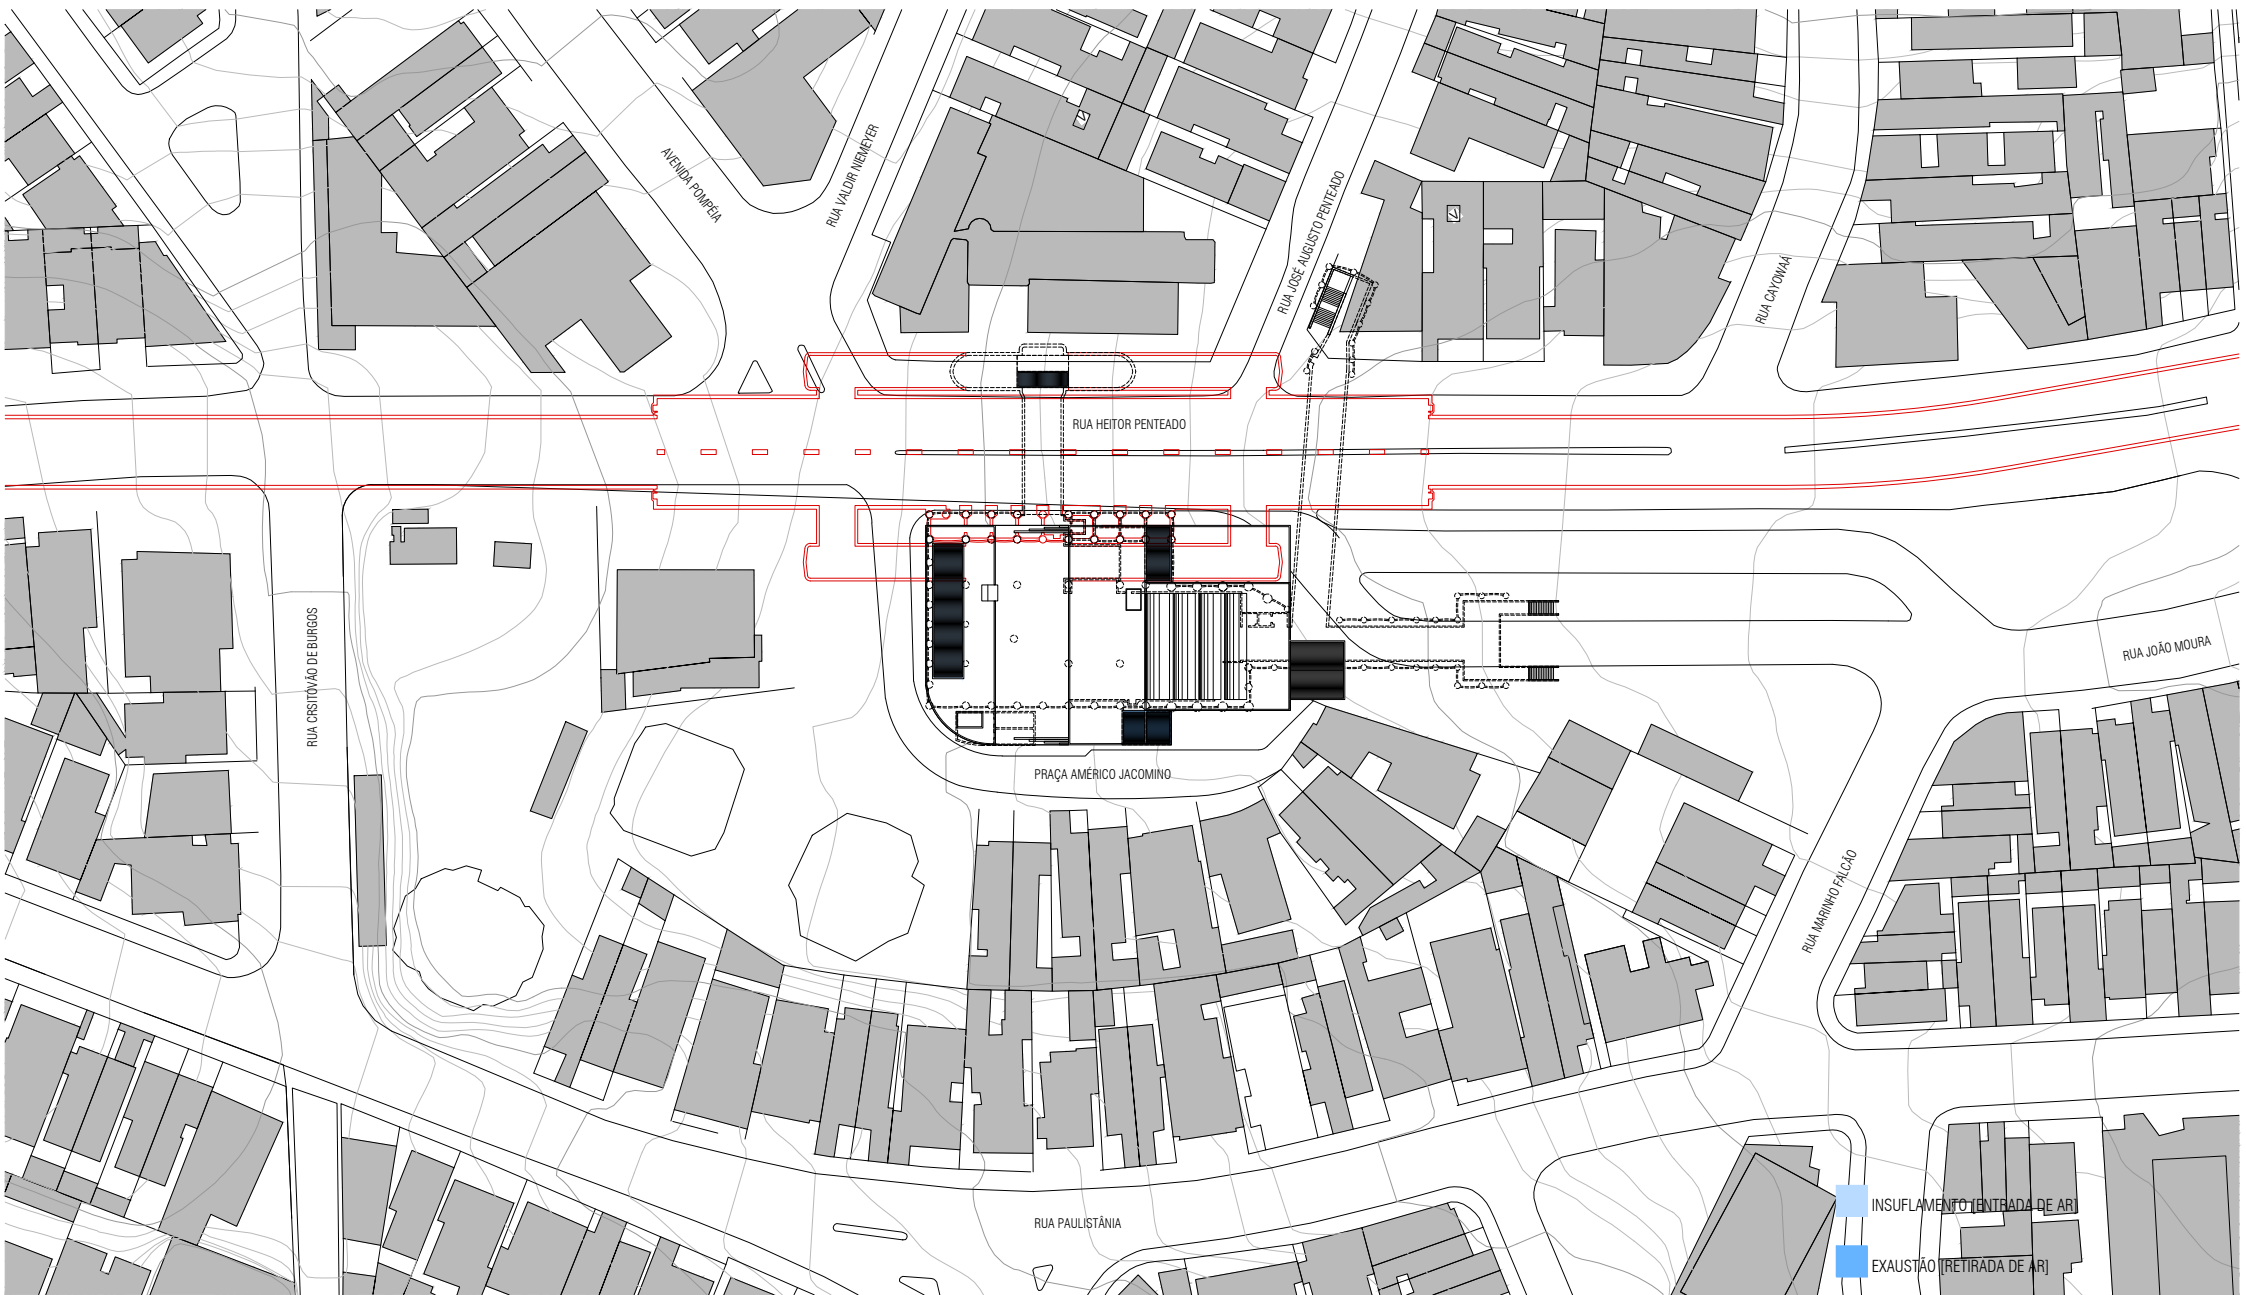 AVENIDA POMPÉIA
RUA VALDIR NIEMEYER
RUA JOSÉ AUGUSTO PENTEADO
RUA CAYOWAÁ
RUA HEITOR PENTEADO
RUA CRSITÓVÃO DE BURGOS
RUA JOÃO MOURA
PRAÇA AMÉRICO JACOMINO
RUA MARINHO FALCÃO
RUA PAULISTÂNIA
INSUFLAMENTO [ENTRADA DE AR]
EXAUSTÃO [RETIRADA DE AR]